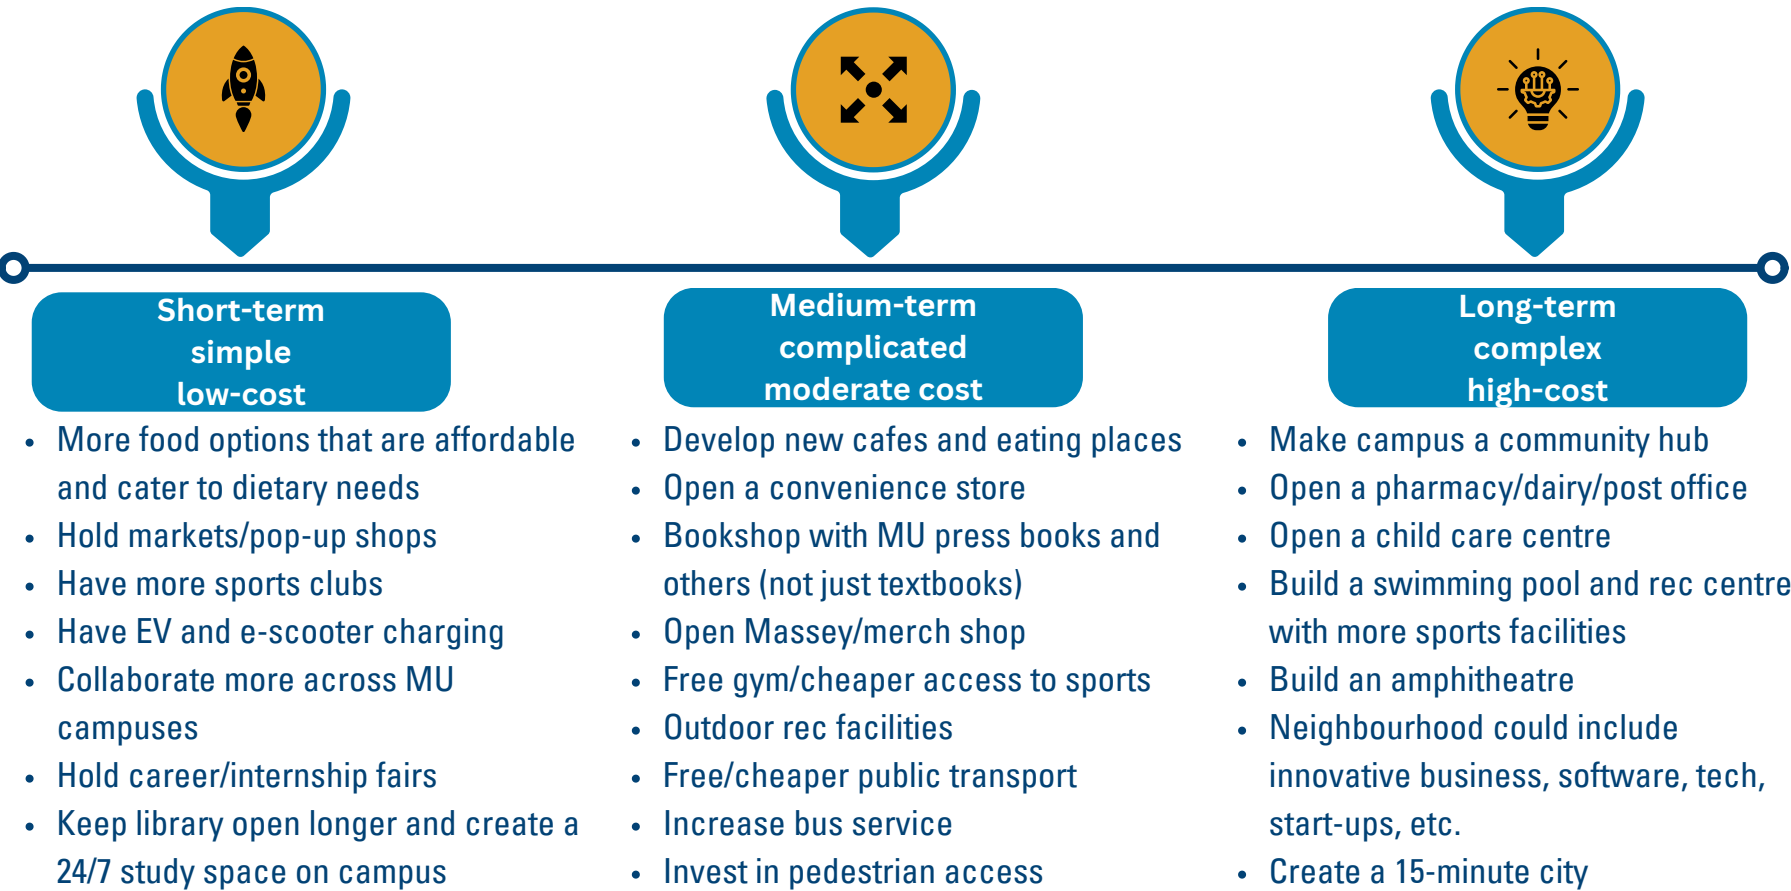 Short-term
simple
low-cost
• More food options that are affordable
and cater to dietary needs
• Hold markets/pop-up shops
• Have more sports clubs
• Have EV and e-scooter charging
• Collaborate more across MU
campuses
• Hold career/internship fairs
• Keep library open longer and create a
24/7 study space on campus
Medium-term
complicated
moderate cost
• Develop new cafes and eating places
• Open a convenience store
• Bookshop with MU press books and
others (not just textbooks)
• Open Massey/merch shop
• Free gym/cheaper access to sports
• Outdoor rec facilities
• Free/cheaper public transport
• Increase bus service
• Invest in pedestrian access
Long-term
complex
high-cost
• Make campus a community hub
• Open a pharmacy/dairy/post office
• Open a child care centre
• Build a swimming pool and rec centre
with more sports facilities
• Build an amphitheatre
• Neighbourhood could include
innovative business, software, tech,
start-ups, etc.
• Create a 15-minute city